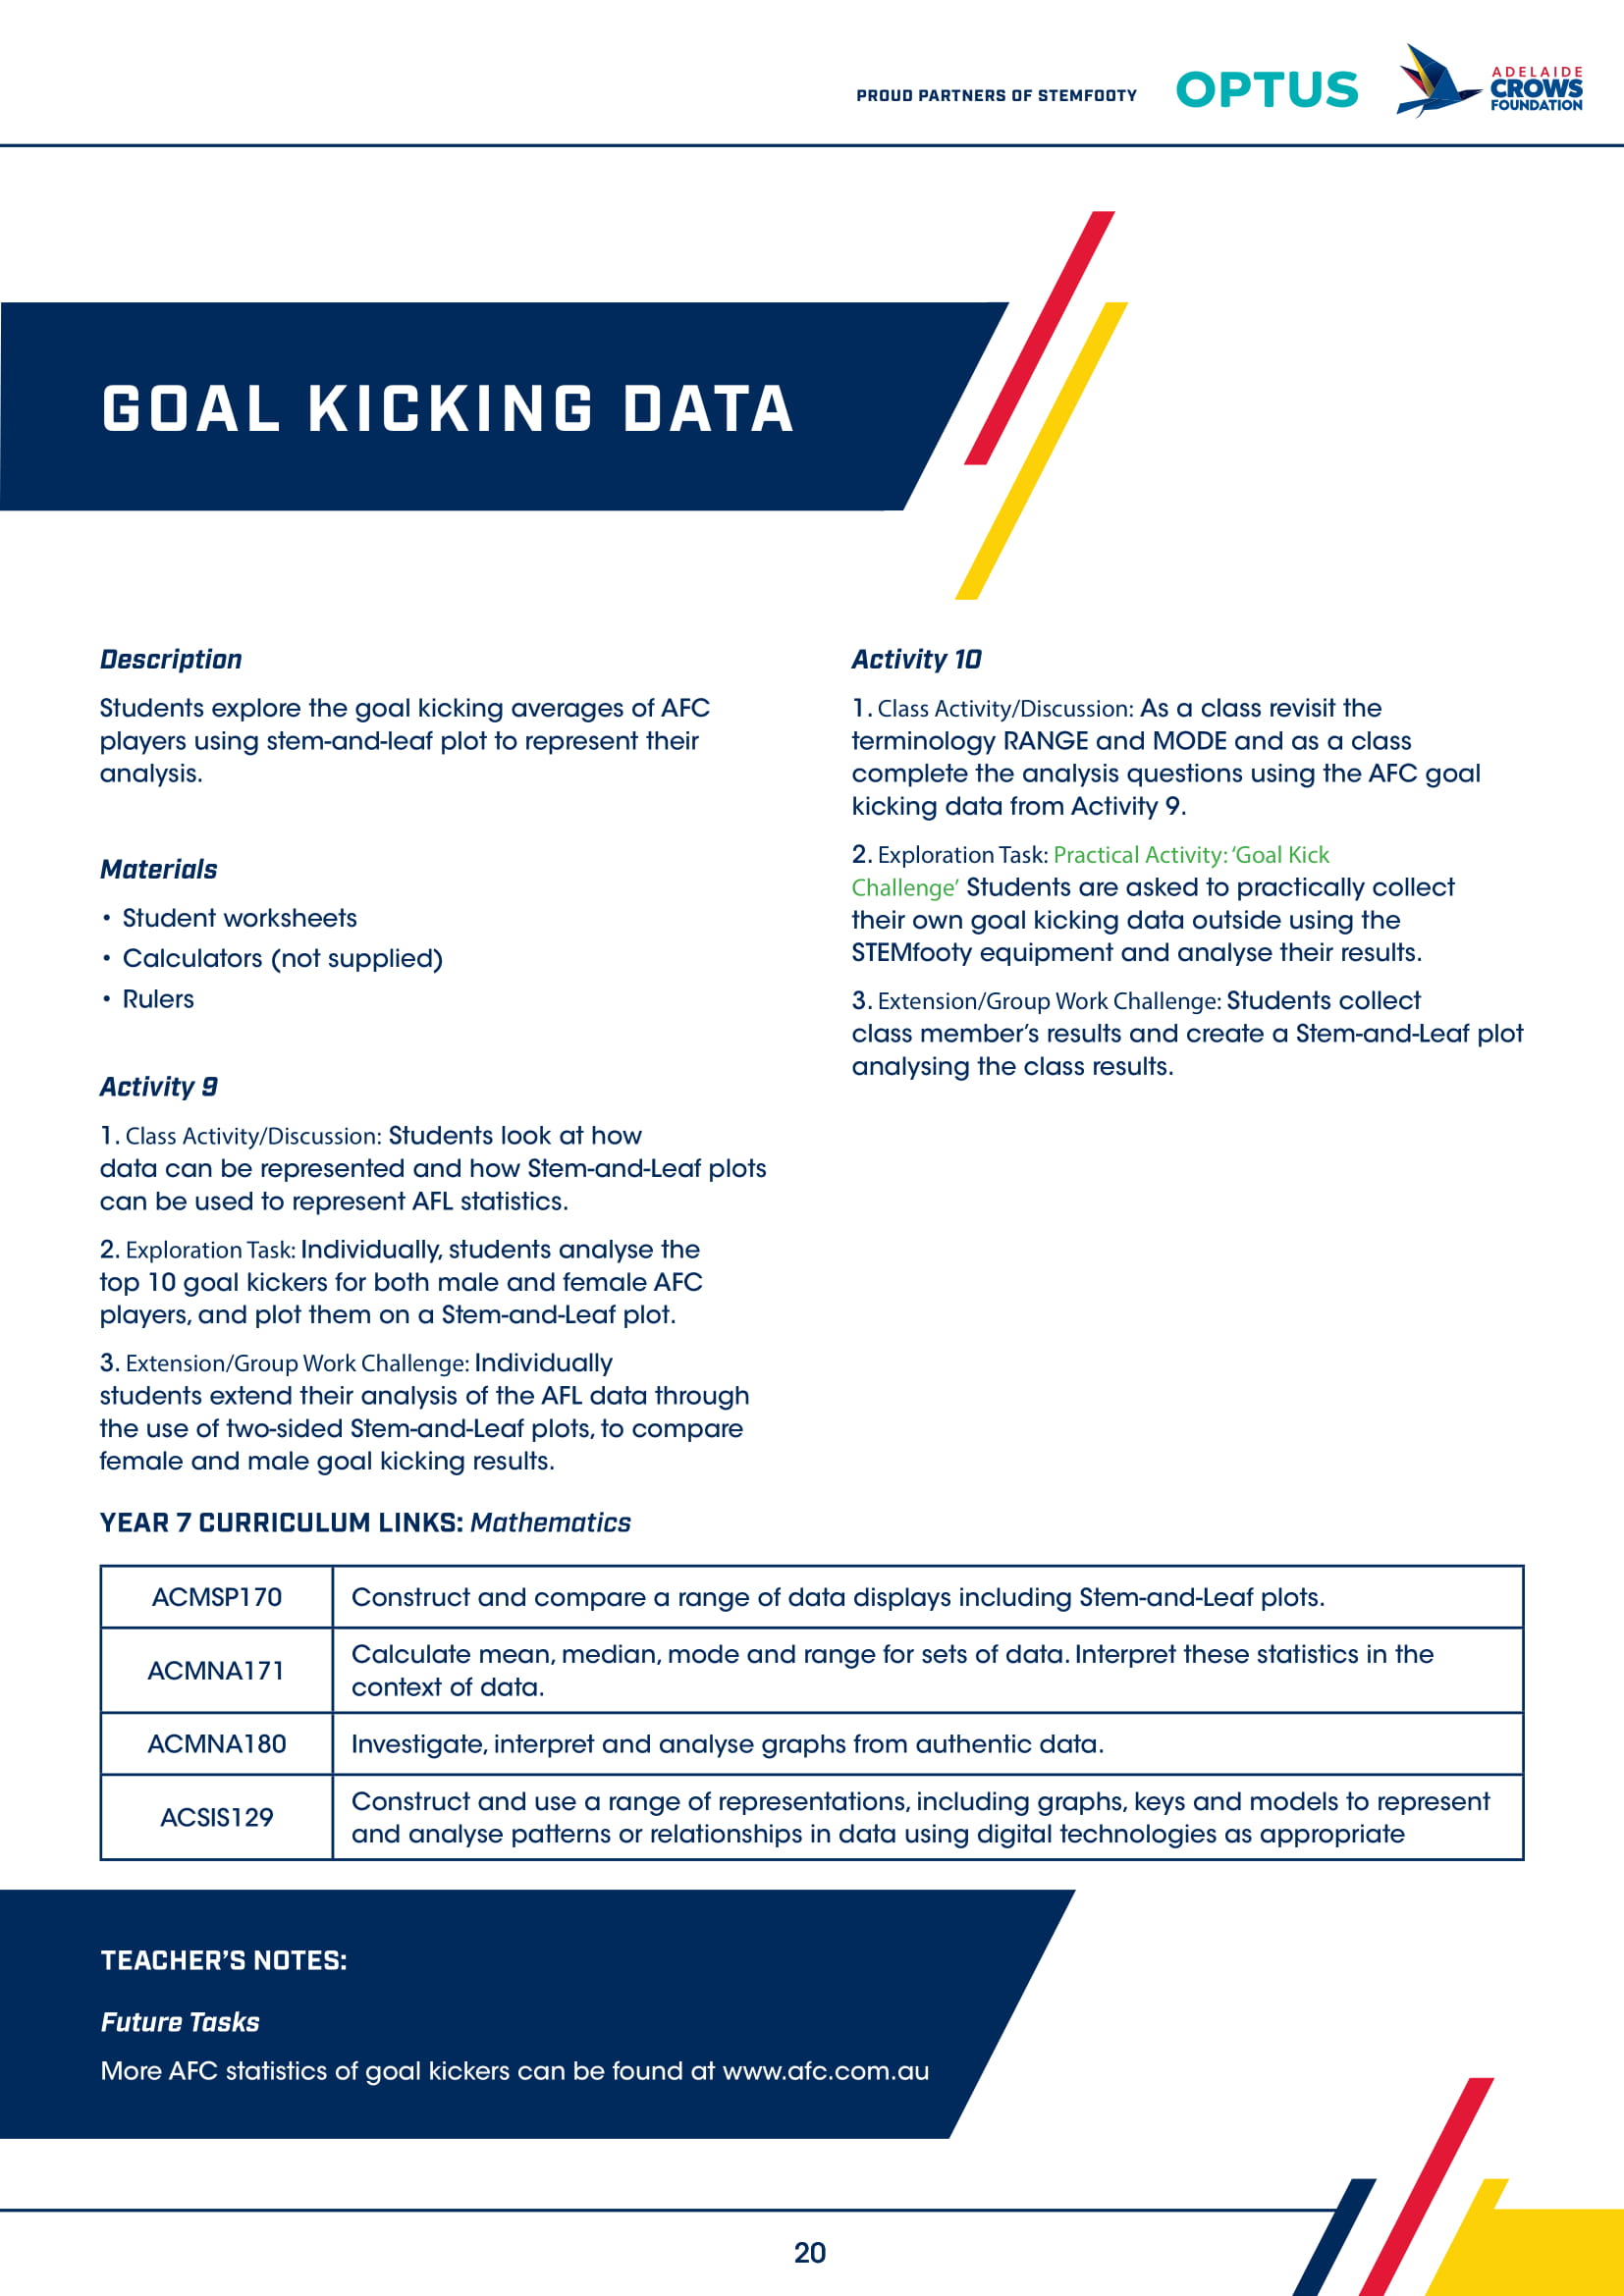 PROUD PARTNERS OF STEMFOOTY
OPTUS
ADELAIDE
CROWS
FOUNDATION
GOAL KICKING DATA
Description
Students explore the goal kicking averages of AFC
players using stem-and-leaf plot to represent their
analysis.
Materials
• Student worksheets
• Calculators (not supplied)
• Rulers
Activity 9
1. Class Activity/Discussion: Students look at how
data can be represented and how Stem-and-Leaf plots
can be used to represent AFL statistics.
2. Exploration Task: Individually, students analyse the
top 10 goal kickers for both male and female AFC
players, and plot them on a Stem-and-Leaf plot.
3. Extension/Group Work Challenge: Individually
students extend their analysis of the AFL data through
the use of two-sided Stem-and-Leaf plots, to compare
female and male goal kicking results.
Activity 10
1. Class Activity/Discussion: As a class revisit the
terminology RANGE and MODE and as a class
complete the analysis questions using the AFC goal
kicking data from Activity 9.
2. Exploration Task: Practical Activity: ‘Goal Kick
Challenge’ Students are asked to practically collect
their own goal kicking data outside using the
STEMfooty equipment and analyse their results.
3. Extension/Group Work Challenge: Students collect
class member’s results and create a Stem-and-Leaf plot
analysing the class results.
YEAR 7 CURRICULUM LINKS: Mathematics
ACMSP170
Construct and compare a range of data displays including Stem-and-Leaf plots.
ACMNA171
Calculate mean, median, mode and range for sets of data. Interpret these statistics in the
context of data.
ACMNA180
Investigate, interpret and analyse graphs from authentic data.
ACSIS129
Construct and use a range of representations, including graphs, keys and models to represent
and analyse patterns or relationships in data using digital technologies as appropriate
TEACHER’S NOTES:
Future Tasks
More AFC statistics of goal kickers can be found at www.afc.com.au
20